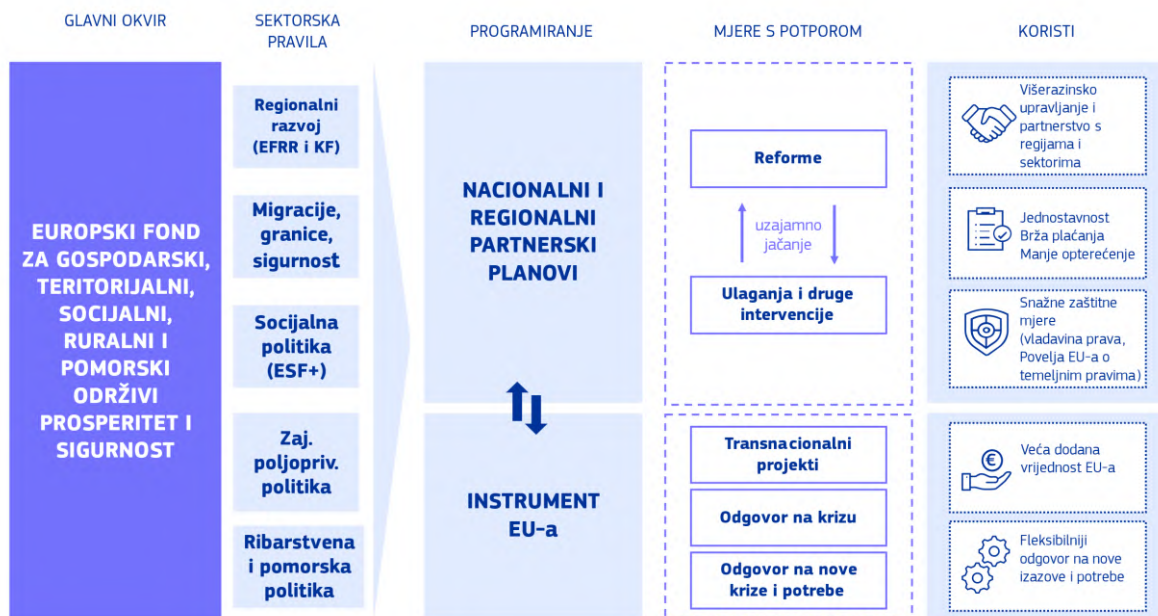 GLAVNI OKVIR
SEKTORSKA
PRAVILA
PROGRAMIRANJE
MJERE S POTPOROM
KORISTI
EUROPSKI FOND
ZA GOSPODARSKI,
TERITORIJALNI,
SOCIJALNI,
RURALNI I
POMORSKI
ODRŽIVI
PROSPERITET I
SIGURNOST
Regionalni
razvoj
(EFRR i KF)
Migracije,
granice,
sigurnost
Socijalna
politika
(ESF+)
Zaj.
poljopriv.
politika
Ribarstvena
i pomorska
politika
NACIONALNI I
REGIONALNI
PARTNERSKI
PLANOVI
INSTRUMENT
EU-a
Reforme
uzajamno
jačanje
Ulaganja i druge
intervencije
Transnacionalni
projekti
Odgovor na krizu
Odgovor na nove
krize i potrebe
Višerazinsko
upravljanje i
partnerstvo s
regijama i
sektorima
Jednostavnost
Brža plaćanja
Manje opterećenje
Snažne zaštitne
mjere
(vladavina prava,
Povelja EU-a o
temeljnim pravima)
€
Veća dodana
vrijednost EU-a
Fleksibilniji
odgovor na nove
izazove i potrebe